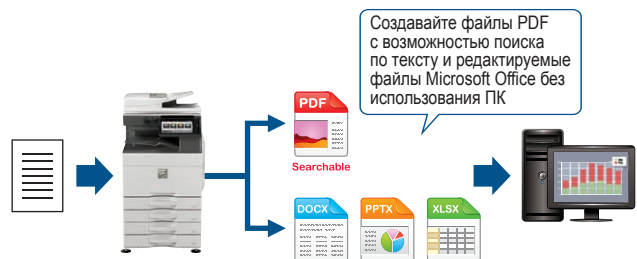 Создавайте файлы PDF
с возможностью поиска
по тексту и редактируемые
файлы Microsoft Office без
использования ПК
PDF
Searchable
DOCX
PPTX
XLSX